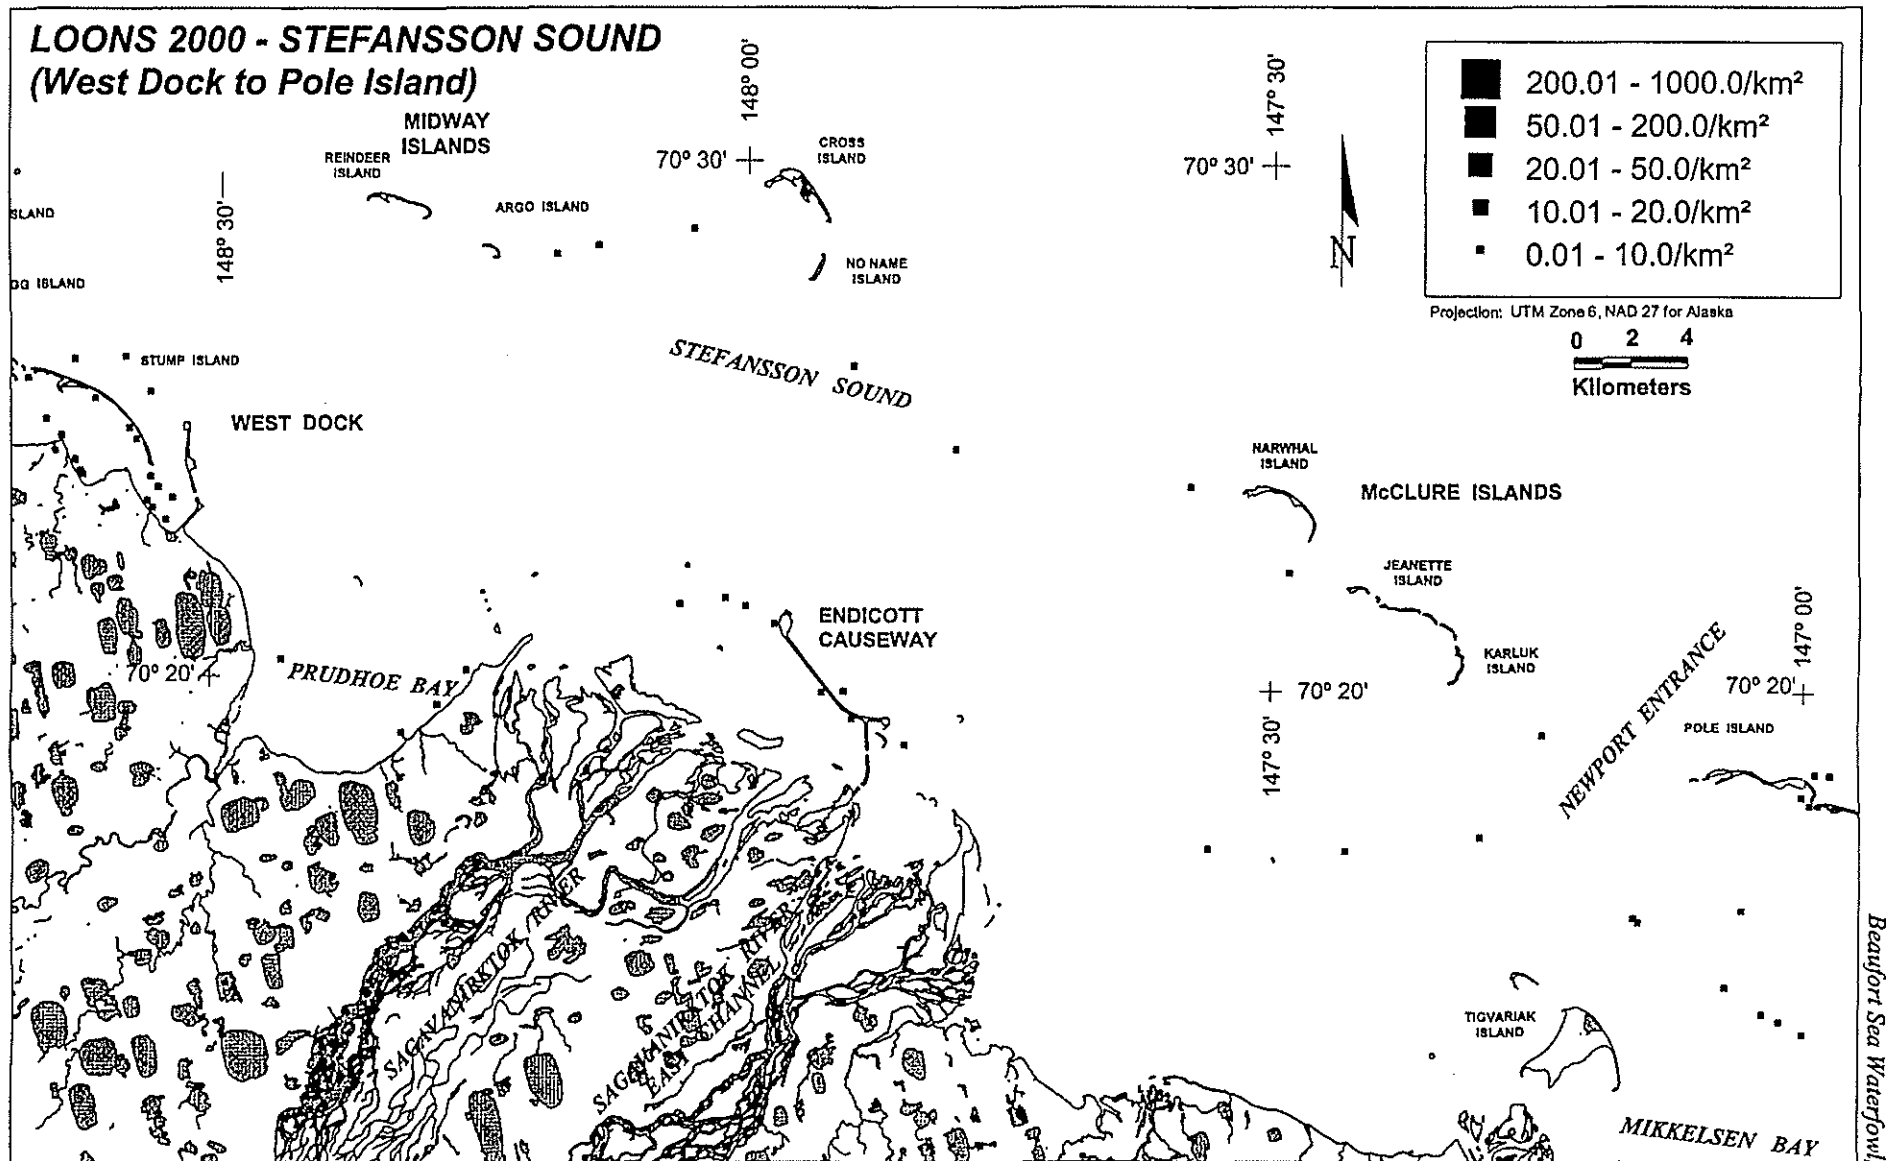 LOONS 2000 - STEFANSSON SOUND
(West Dock to Pole Island)
148° 00'
147° 30'
200.01 - 1000.0/km²
50.01 - 200.0/km²
20.01 - 50.0/km²
10.01 - 20.0/km²
0.01 - 10.0/km²
MIDWAY
ISLANDS
REINDEER
ISLAND
70° 30'
CROSS
ISLAND
70° 30'
148° 30'
ARGO ISLAND
SLAND
N
NO NAME
ISLAND
GG ISLAND
Projection: UTM Zone 6, NAD 27 for Alaska
0 2 4
Kilometers
STUMP ISLAND
STEFANSSON SOUND
WEST DOCK
NARWHAL
ISLAND
McCLURE ISLANDS
JEANETTE
ISLAND
ENDICOTT
CAUSEWAY
KARLUK
ISLAND
147° 00'
70° 20'
PRUDHOE BAY
70° 20'
70° 20'
147° 30'
NEWPORT ENTRANCE
POLE ISLAND
SAGAVANIRKTOK RIVER
SAGAVANIRKTOK RIVER
EAST CHANNEL
TIGVARIAK
ISLAND
MIKKELSEN BAY
Beaufort Sea Waterfowl